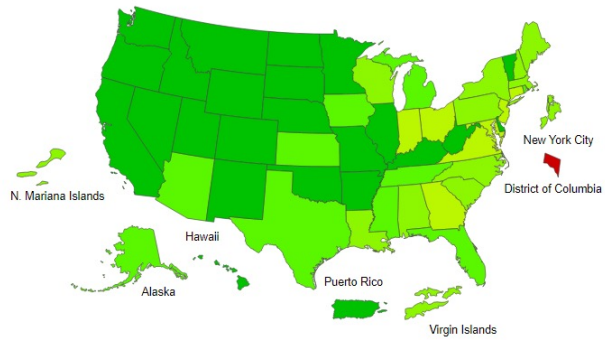 New York City
District of Columbia
N. Mariana Islands
Hawaii
Alaska
Puerto Rico
Virgin Islands